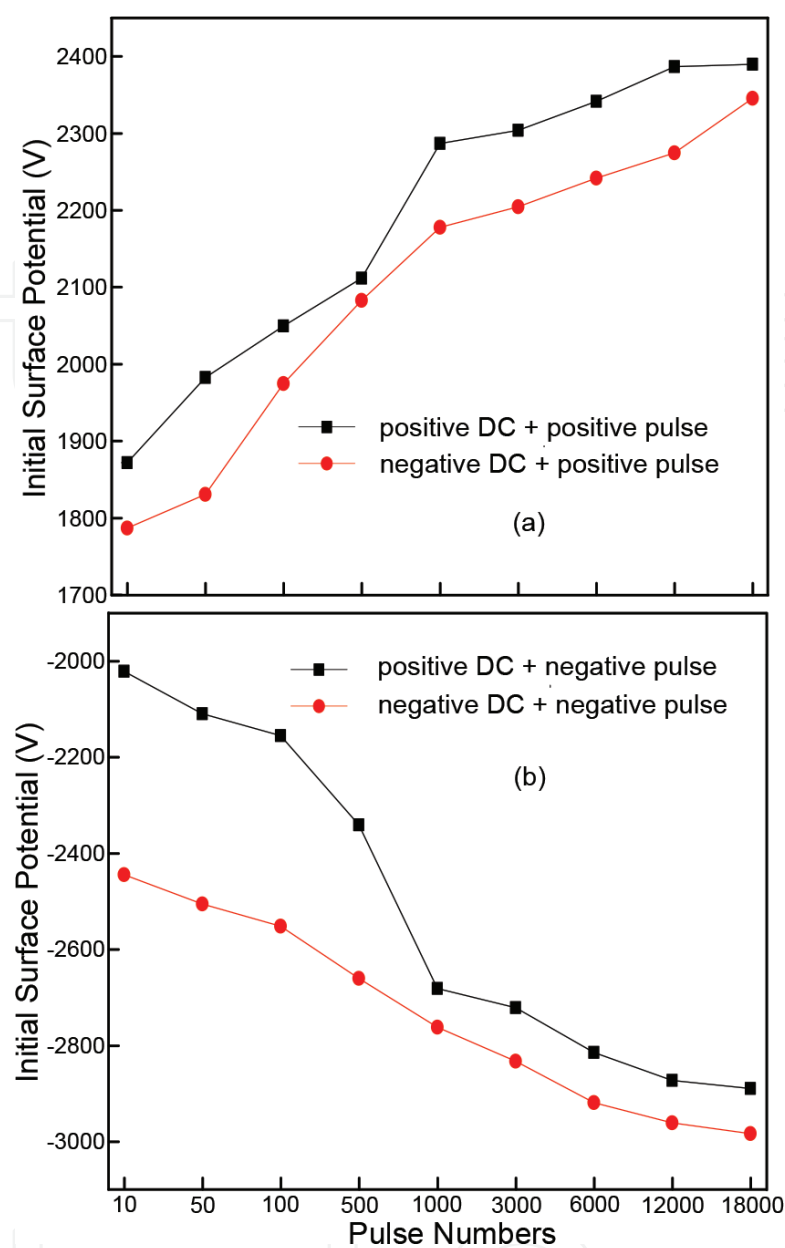 2400
2300
2200
2100
2000
1900
1800
1700
Initial Surface Potential (V)
positive DC + positive pulse
negative DC + positive pulse
(a)
-2000
-2200
-2400
-2600
-2800
-3000
Initial Surface Potential (V)
positive DC + negative pulse
negative DC + negative pulse
(b)
10 50 100 500 1000 3000 6000 12000 18000
Pulse Numbers